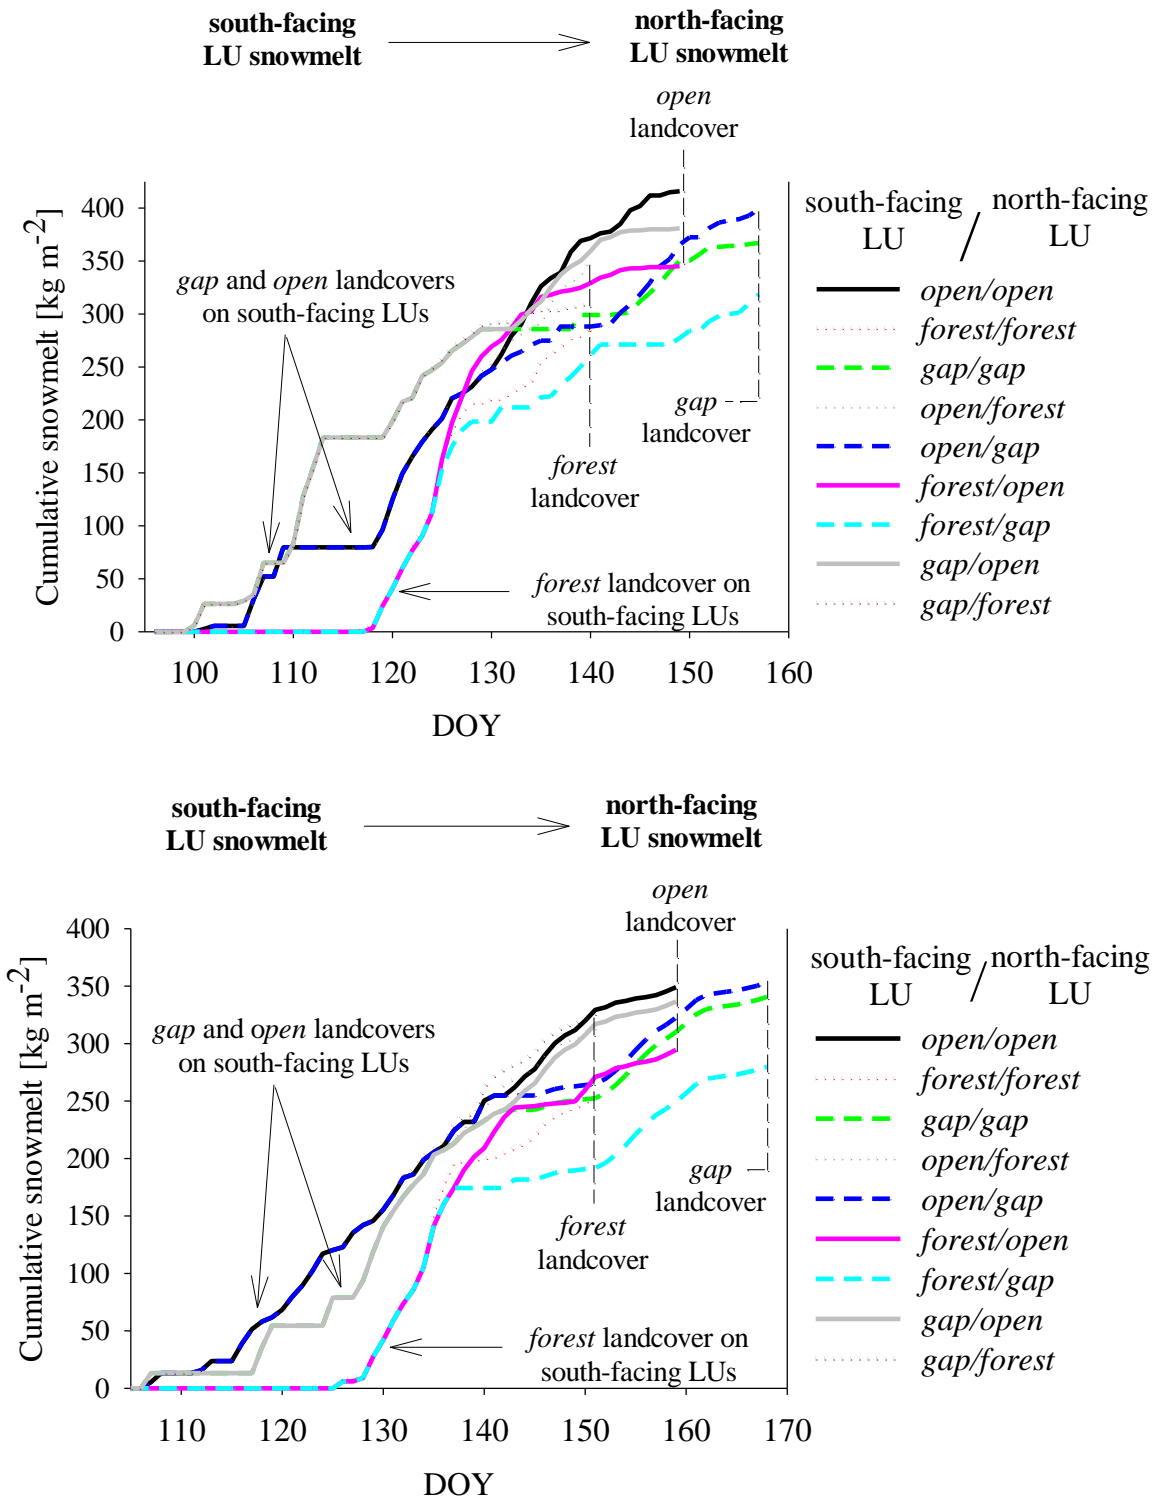 south-facing
LU snowmelt
north-facing
LU snowmelt
open
landcover
Cumulative snowmelt [kg m-2]
400
350
300
250
200
150
100
50
0
gap and open landcovers
on south-facing LUs
gap
landcover
forest
landcover
forest landcover on
south-facing LUs
100 110 120 130 140 150 160
DOY
south-facing
LU
/
north-facing
LU
open/open
forest/forest
gap/gap
open/forest
open/gap
forest/open
forest/gap
gap/open
gap/forest
south-facing
LU snowmelt
north-facing
LU snowmelt
open
landcover
Cumulative snowmelt [kg m-2]
400
350
300
250
200
150
100
50
0
gap and open landcovers
on south-facing LUs
gap
landcover
forest
landcover
forest landcover on
south-facing LUs
110 120 130 140 150 160 170
DOY
south-facing
LU
/
north-facing
LU
open/open
forest/forest
gap/gap
open/forest
open/gap
forest/open
forest/gap
gap/open
gap/forest